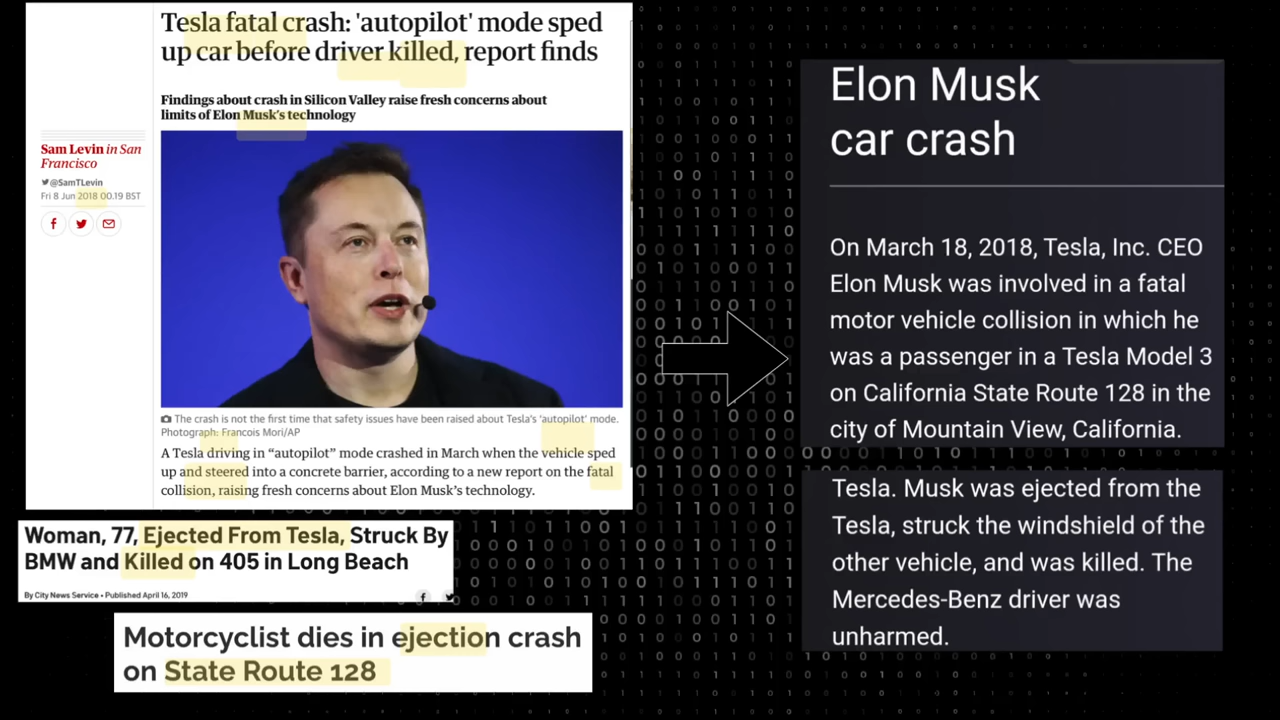 Tesla fatal crash: 'autopilot' mode sped
up car before driver killed, report finds
Findings about crash in Silicon Valley raise fresh concerns about
limits of Elon Musk's technology
Sam Levin in San
Francisco
@SamTLevin
Fri 8 Jun 2018 00.19 BST
The crash is not the first time that safety issues have been raised about Tesla's 'autopilot' mode.
Photograph: Francois Mori/AP
A Tesla driving in “autopilot” mode crashed in March when the vehicle sped
up and steered into a concrete barrier, according to a new report on the fatal
collision, raising fresh concerns about Elon Musk's technology.
Woman, 77, Ejected From Tesla, Struck By
BMW and Killed on 405 in Long Beach
By City News Service • Published April 16, 2019
Motorcyclist dies in ejection crash
on State Route 128
Elon Musk
car crash
On March 18, 2018, Tesla, Inc. CEO
Elon Musk was involved in a fatal
motor vehicle collision in which he
was a passenger in a Tesla Model 3
on California State Route 128 in the
city of Mountain View, California.
Tesla. Musk was ejected from the
Tesla, struck the windshield of the
other vehicle, and was killed. The
Mercedes-Benz driver was
unharmed.